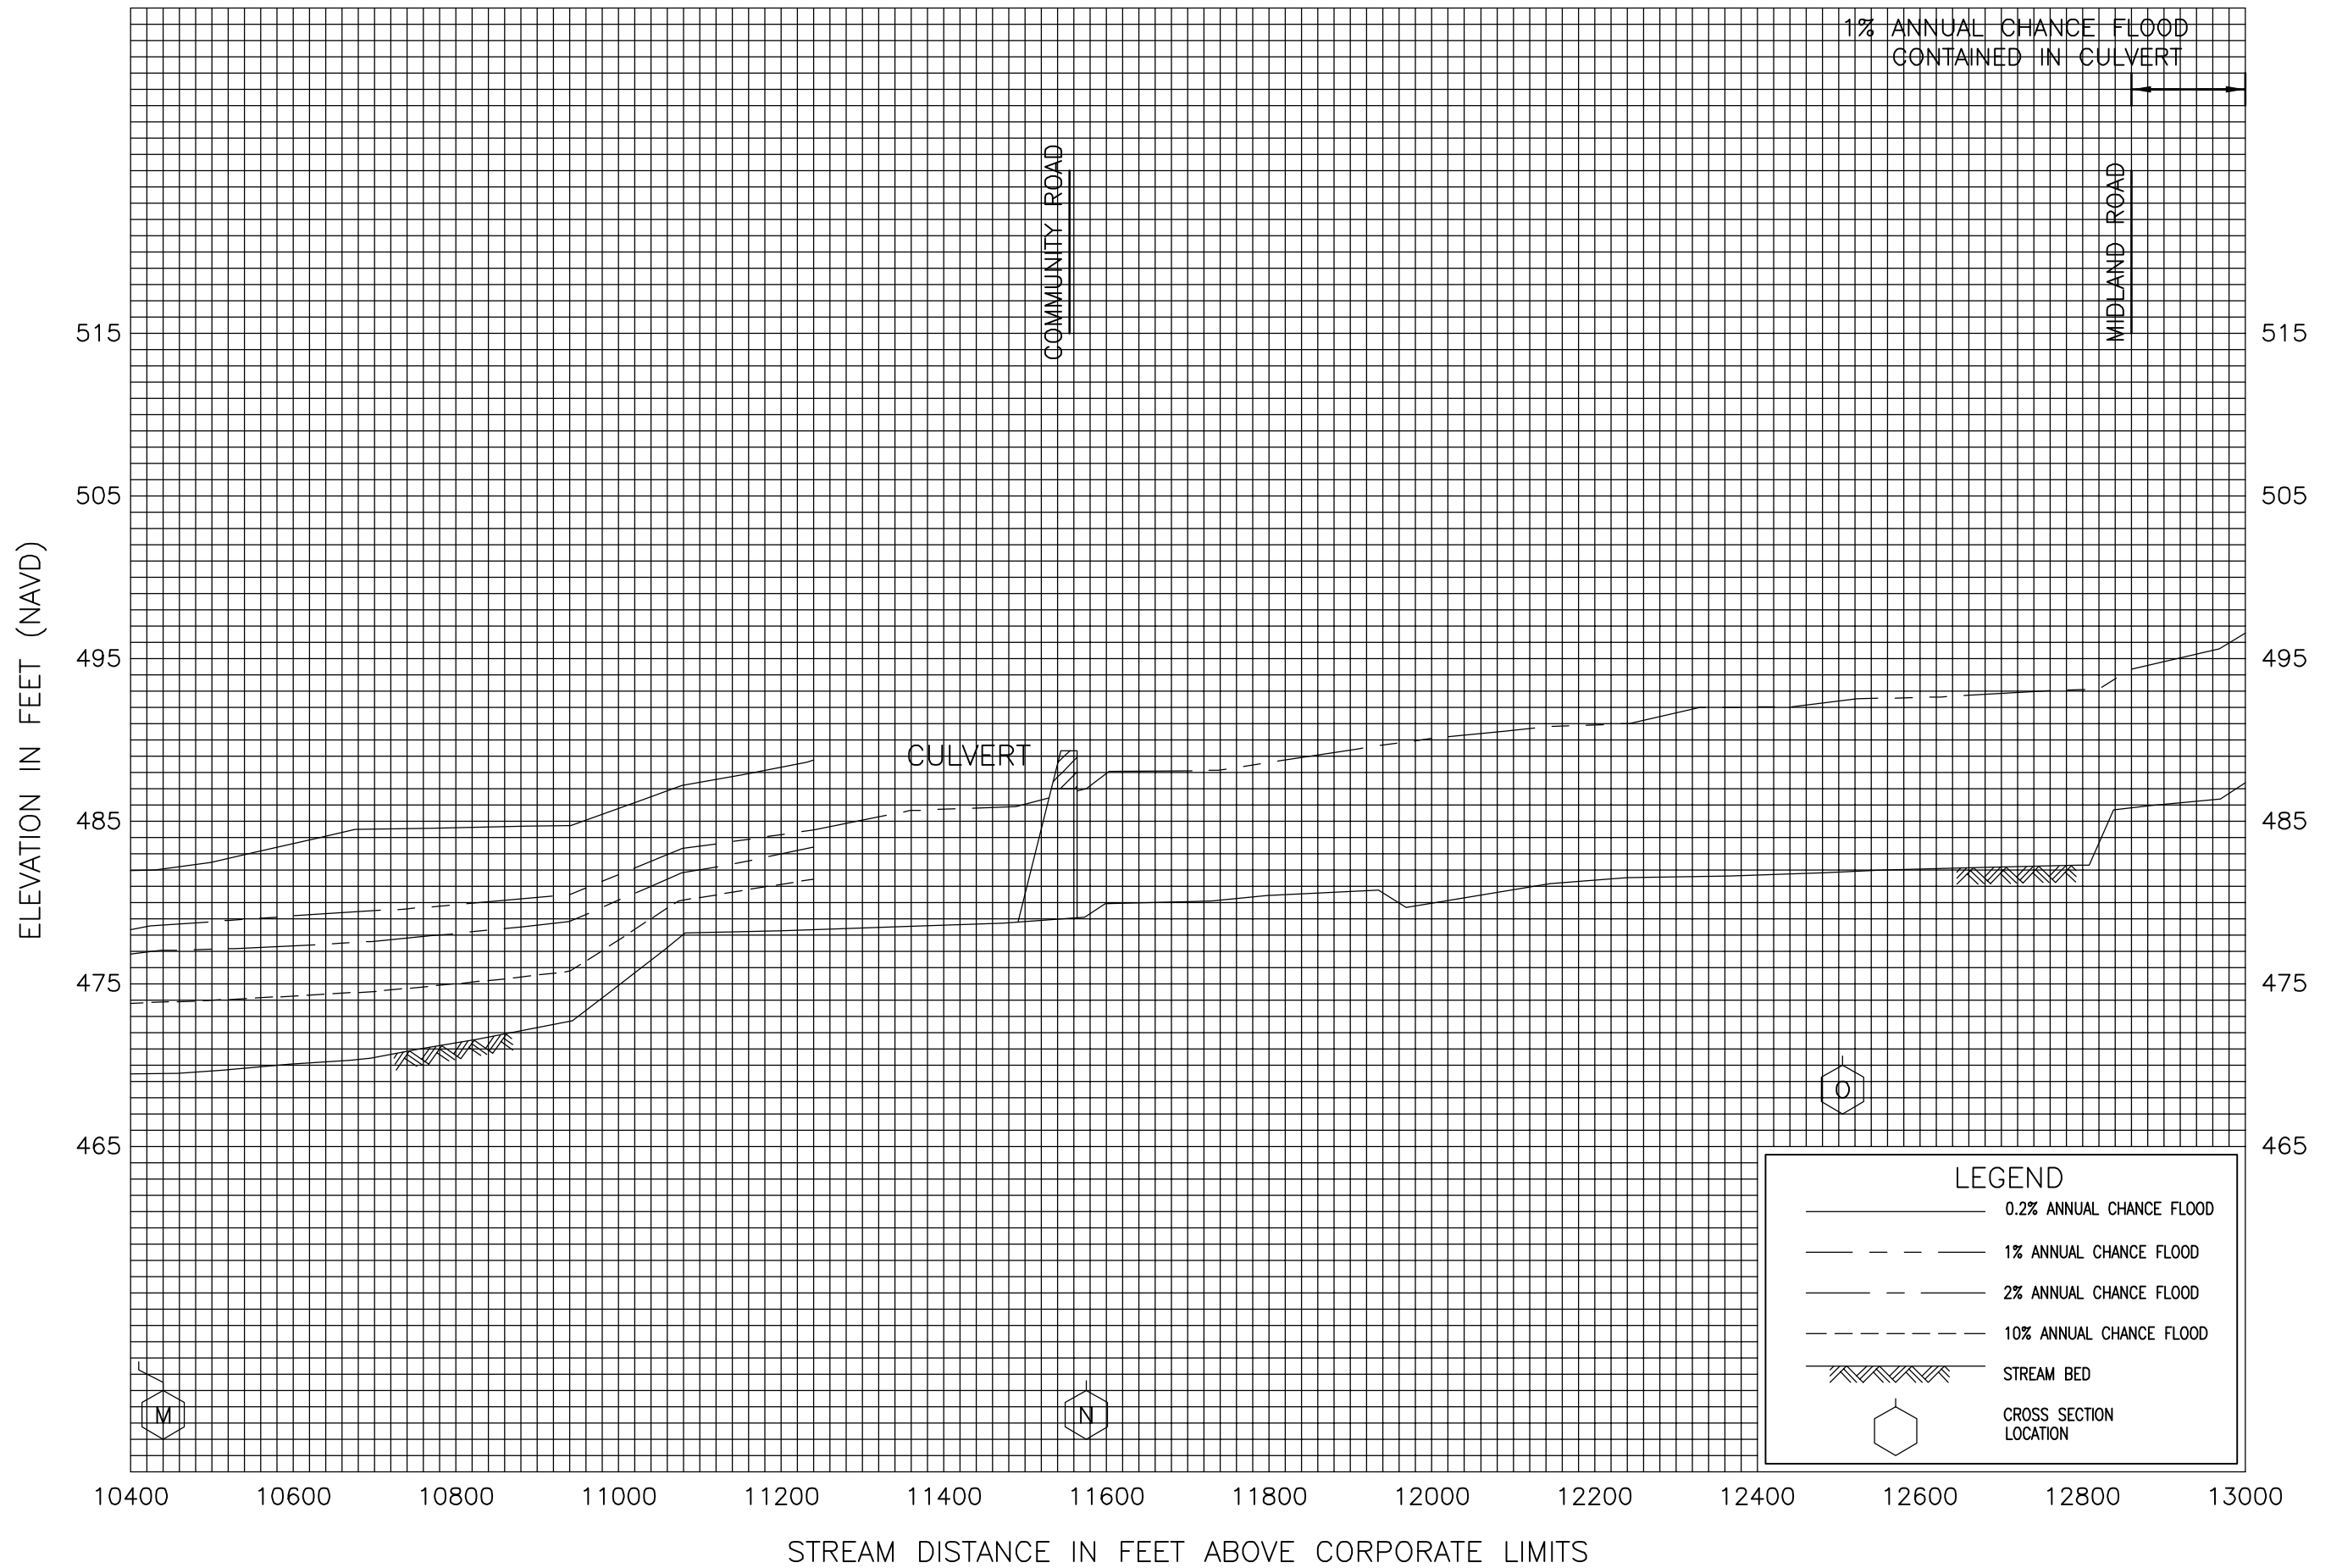 1% ANNUAL CHANCE FLOOD
CONTAINED IN CULVERT
COMMUNITY ROAD
MIDLAND ROAD
515
515
505
505
ELEVATION IN FEET (NAVD)
495
495
CULVERT
485
485
475
475
465
465
O
M
N
LEGEND
0.2% ANNUAL CHANCE FLOOD
1% ANNUAL CHANCE FLOOD
2% ANNUAL CHANCE FLOOD
10% ANNUAL CHANCE FLOOD
STREAM BED
CROSS SECTION
LOCATION
10400 10600 10800 11000 11200 11400 11600 11800 12000 12200 12400 12600 12800 13000
STREAM DISTANCE IN FEET ABOVE CORPORATE LIMITS